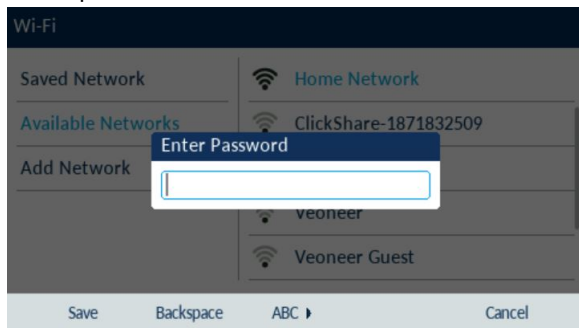 Wi-Fi
Saved Network
Available Networks
Add Network
Home Network
ClickShare-1871832509
Veoneer
Veoneer Guest
Enter Password
Save Backspace ABC Cancel